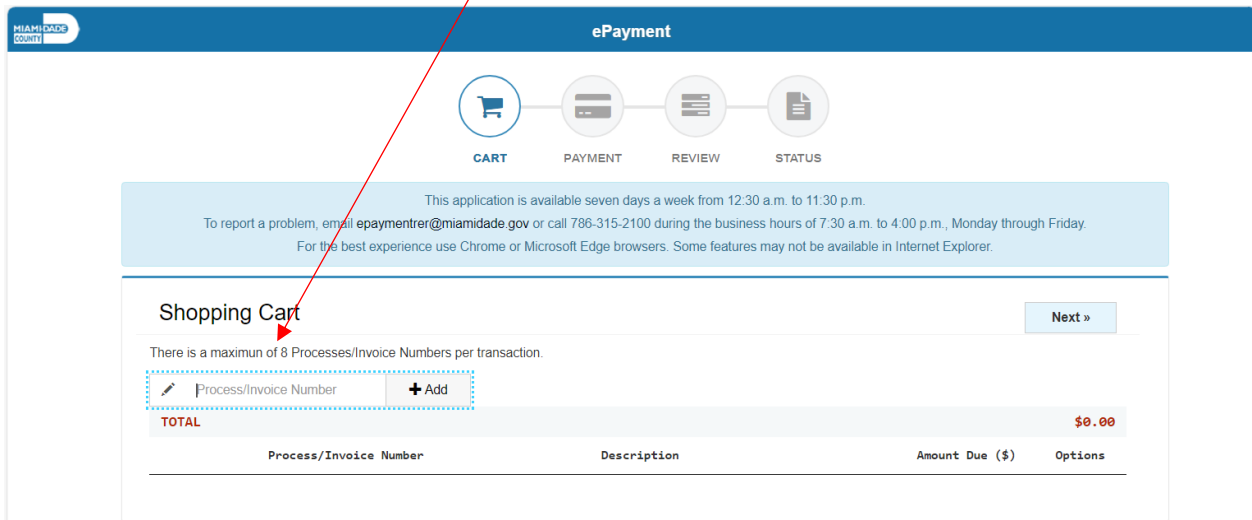 MIAMI-DADE
COUNTY
ePayment
CART PAYMENT REVIEW STATUS
This application is available seven days a week from 12:30 a.m. to 11:30 p.m.
To report a problem, email epaymentrer@miamidade.gov or call 786-315-2100 during the business hours of 7:30 a.m. to 4:00 p.m., Monday through Friday.
For the best experience use Chrome or Microsoft Edge browsers. Some features may not be available in Internet Explorer.
Shopping Cart
Next »
There is a maximun of 8 Processes/Invoice Numbers per transaction.
Process/Invoice Number Add
TOTAL $0.00
Process/Invoice Number Description Amount Due ($) Options